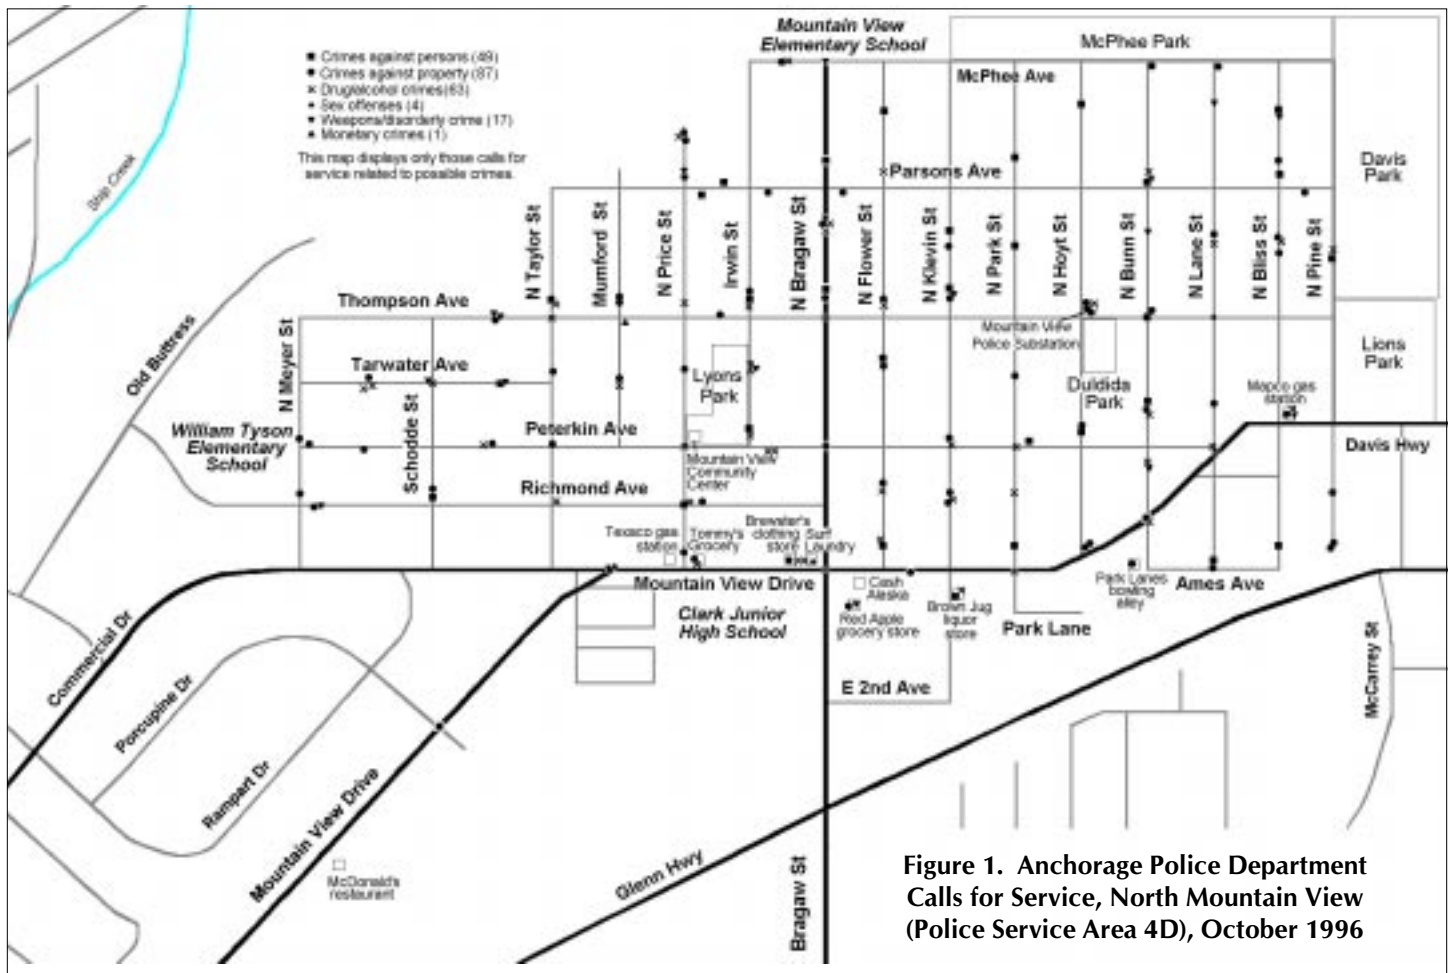 Mountain View
Elementary School
McPhee Park
McPhee Ave
Crimes against persons (49)
Crimes against property (87)
Drug/alcohol crimes(63)
Sex offenses (4)
Weapons/disorderly crime (17)
Monetary crimes (1)
This map displays only those calls for
service related to possible crimes.
Ship Creek
Parsons Ave
Davis
Park
N Taylor St
Mumford St
N Price St
Irwin St
N Bragaw St
N Flower St
N Klevin St
N Park St
N Hoyt St
N Bunn St
N Lane St
N Bliss St
N Pine St
Thompson Ave
Old Buttress
N Meyer St
Mountain View
Police Substation
Lions
Park
Tarwater Ave
Lyons
Park
Duldida
Park
Mapco gas
station
William Tyson
Elementary
School
Schodde St
Peterkin Ave
Davis Hwy
Mountain View
Community
Center
Richmond Ave
Texaco gas
station
Tommy's
Grocery
Brewster's
clothing
store
Surf
Laundry
Mountain View Drive
Cash
Alaska
Park Lanes
bowling
alley
Ames Ave
Clark Junior
High School
Red Apple
grocery store
Brown Jug
liquor
store
Park Lane
Commercial Dr
Porcupine Dr
Rampart Dr
E 2nd Ave
McCarrey St
Mountain View Drive
McDonald's
restaurant
Glenn Hwy
Bragaw St
Figure 1. Anchorage Police Department
Calls for Service, North Mountain View
(Police Service Area 4D), October 1996